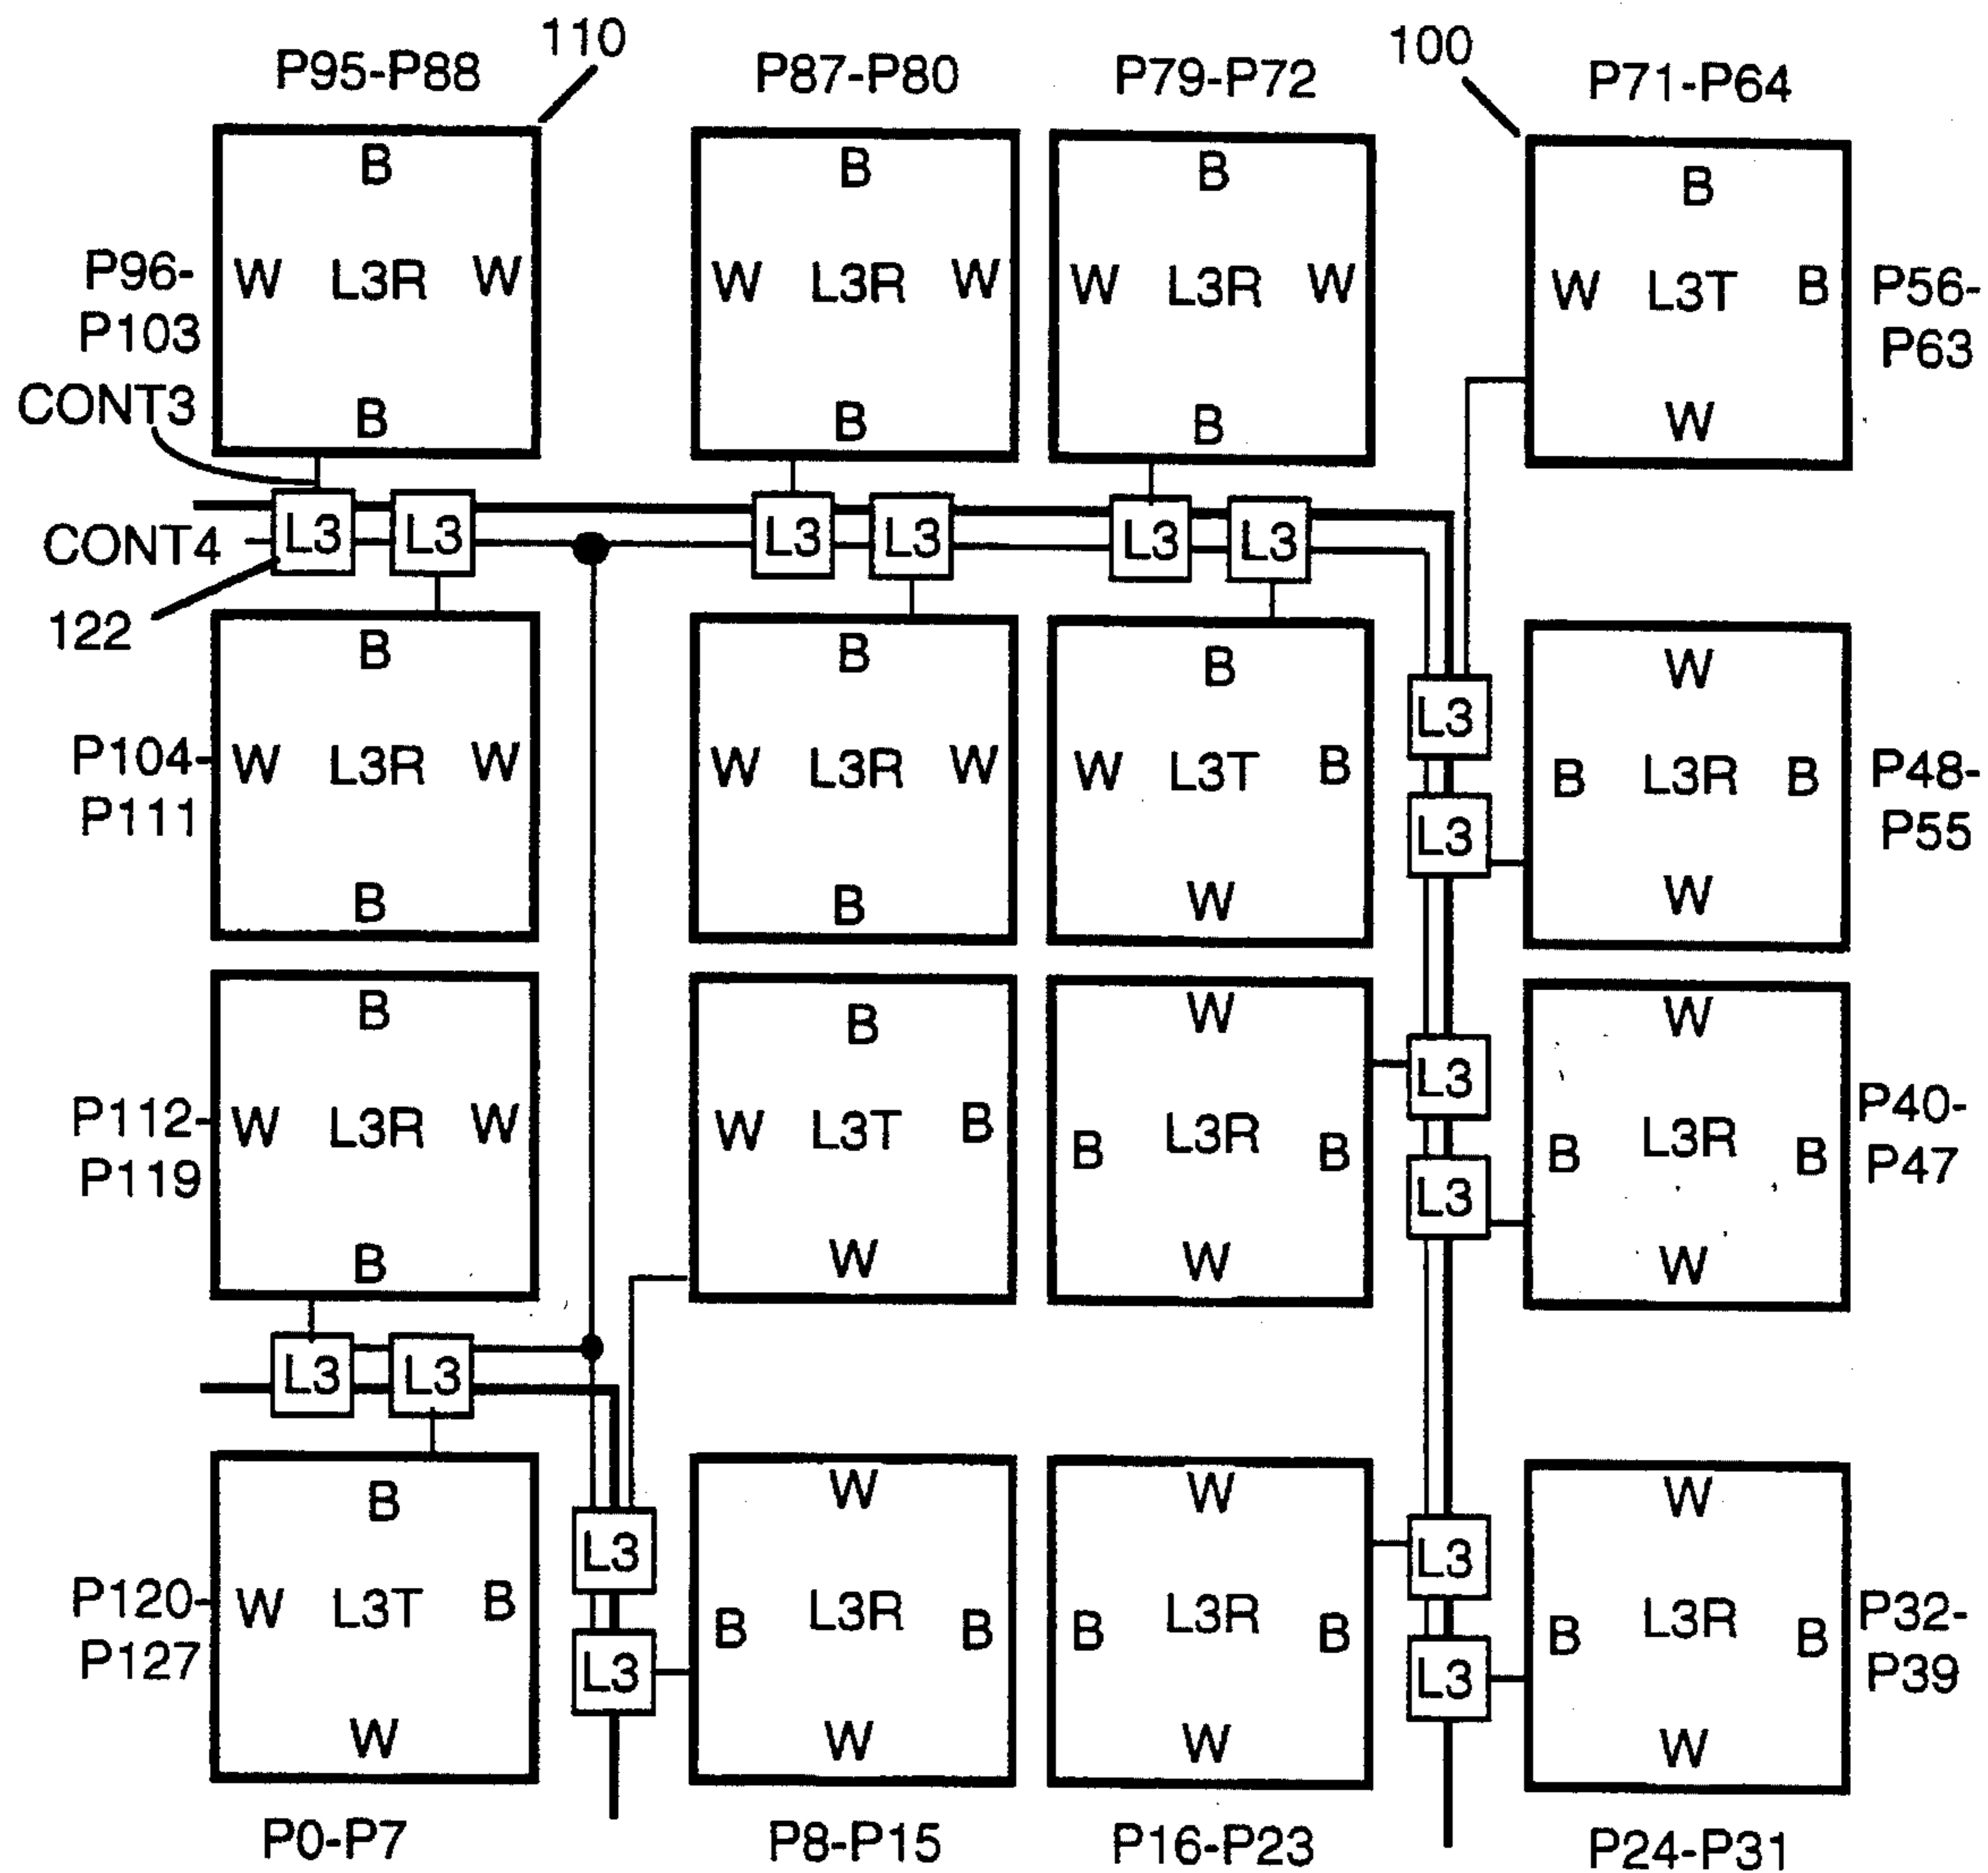 110
100
P95-P88
P87-P80
P79-P72
P71-P64
B
B
B
B
P96-
P103
W L3R W
W L3R W
W L3R W
W L3T B
P56-
P63
CONT3
B
B
B
W
CONT4
L3
L3
L3
L3
L3
L3
122
B
B
B
W
L3
P104-
P111
W L3R W
W L3R W
W L3T B
B L3R B
P48-
P55
L3
B
B
W
W
B
B
W
W
L3
P112-
P119
W L3R W
W L3T B
B L3R B
B L3R B
P40-
P47
L3
B
W
W
W
L3
L3
B
W
W
W
L3
L3
P120-
P127
W L3T B
B L3R B
B L3R B
B L3R B
P32-
P39
L3
L3
W
W
W
W
P0-P7
P8-P15
P16-P23
P24-P31